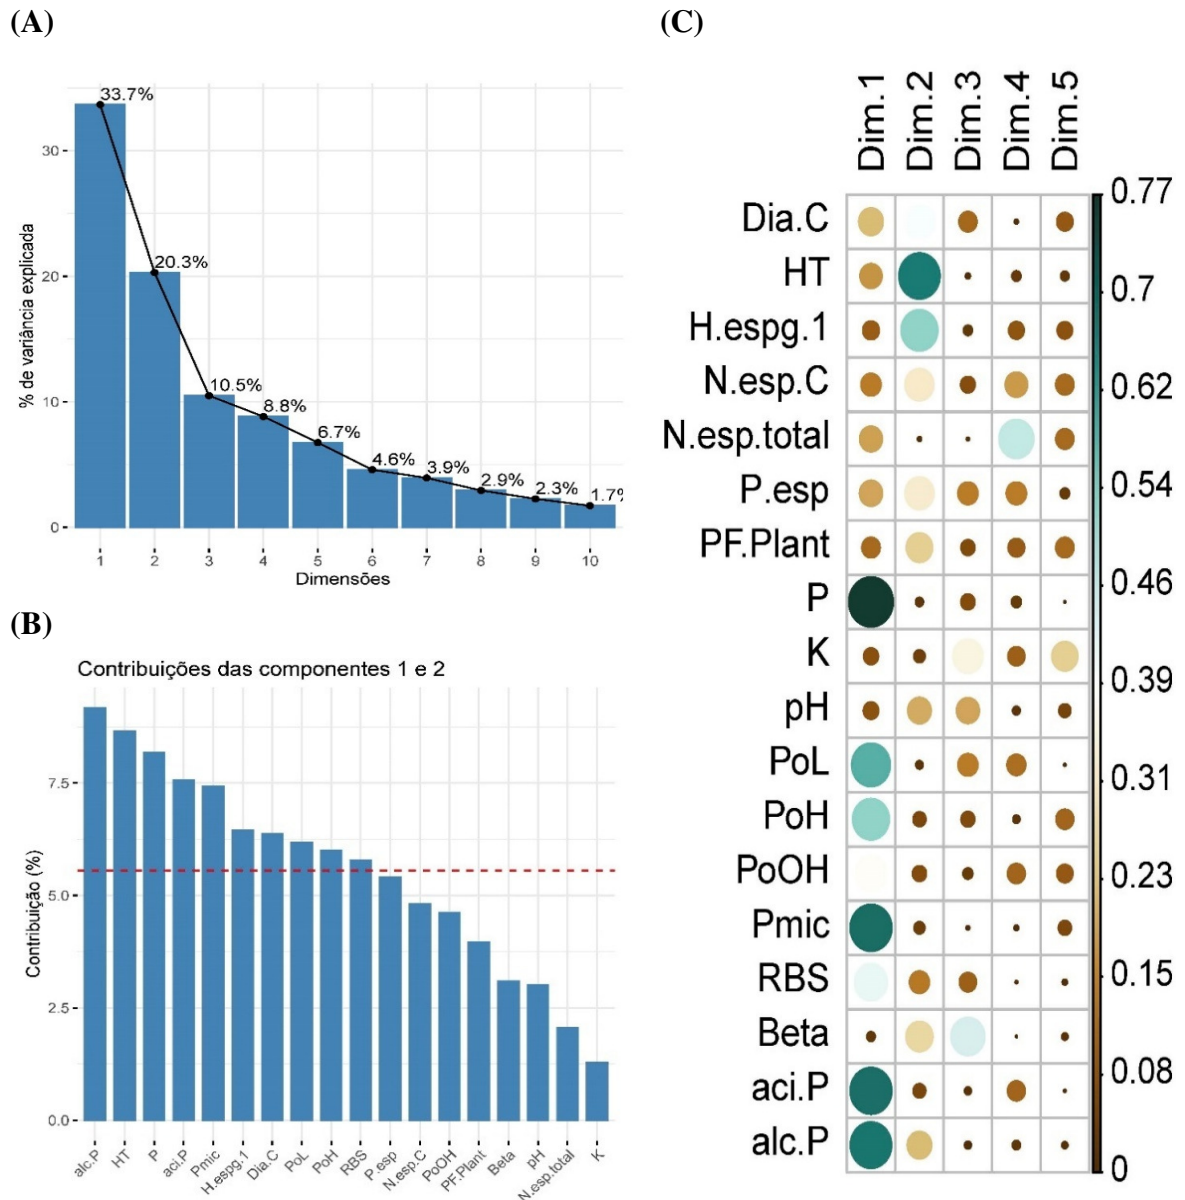 (A)
% de variância explicada
30
20
10
0
33.7%
20.3%
10.5%
8.8%
6.7%
4.6%
3.9%
2.9%
2.3%
1.7%
1 2 3 4 5 6 7 8 9 10
Dimensões
(B)
Contribuições das componentes 1 e 2
Contribuição (%)
7.5
5.0
2.5
0.0
alc.P HT P aci.P Pmic H.espg.1 Dia.C PoL PoH RBS P.esp N.esp.C PoOH PF.Plant Beta pH N.esp.total K
(C)
Dim.1 Dim.2 Dim.3 Dim.4 Dim.5
Dia.C
HT
H.espg.1
N.esp.C
N.esp.total
P.esp
PF.Plant
P
K
pH
PoL
PoH
PoOH
Pmic
RBS
Beta
aci.P
alc.P
0.77
0.7
0.62
0.54
0.46
0.39
0.31
0.23
0.15
0.08
0